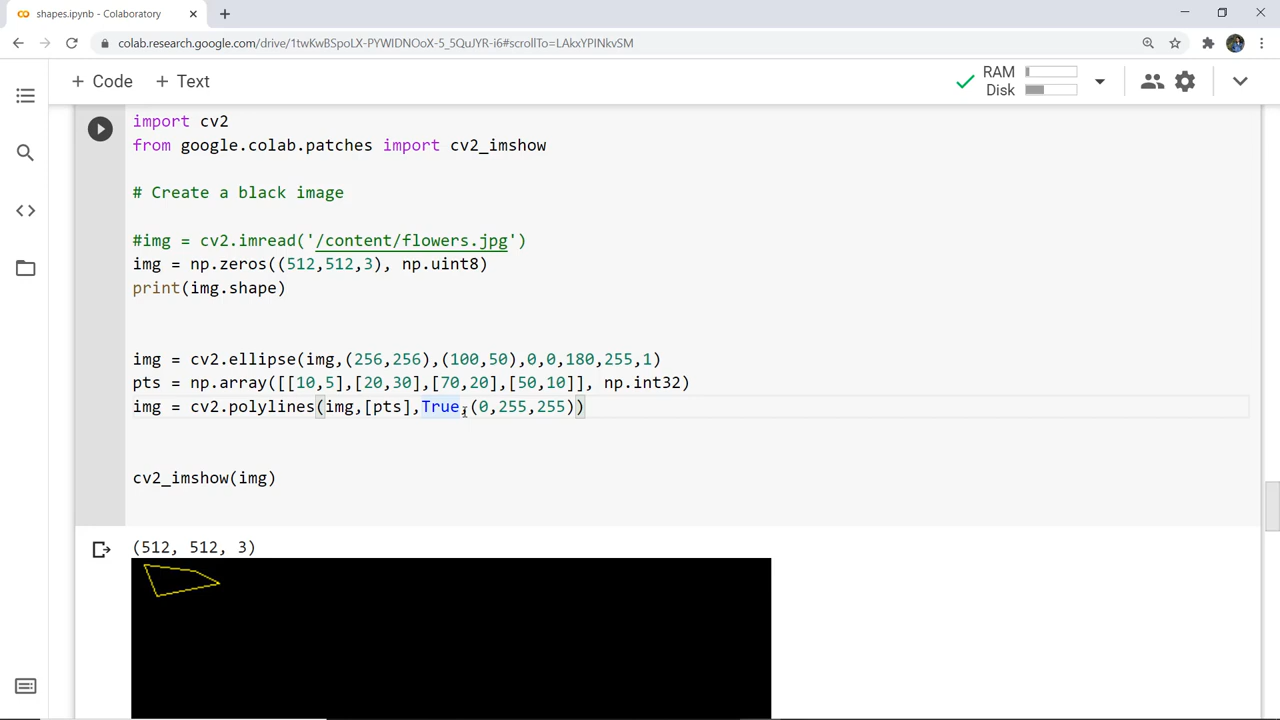 shapes.ipynb - Colaboratory
colab.research.google.com/drive/1twKwBSpoLX-PYWIDNOoX-5_5QuJYR-i6#scrollTo=LAkxYPINkvSM
+ Code + Text
RAM
Disk
import cv2
from google.colab.patches import cv2_imshow
# Create a black image
#img = cv2.imread('/content/flowers.jpg')
img = np.zeros((512,512,3), np.uint8)
print(img.shape)
img = cv2.ellipse(img,(256,256),(100,50),0,0,180,255,1)
pts = np.array([[10,5],[20,30],[70,20],[50,10]], np.int32)
img = cv2.polylines(img,[pts],True,(0,255,255))
cv2_imshow(img)
(512, 512, 3)